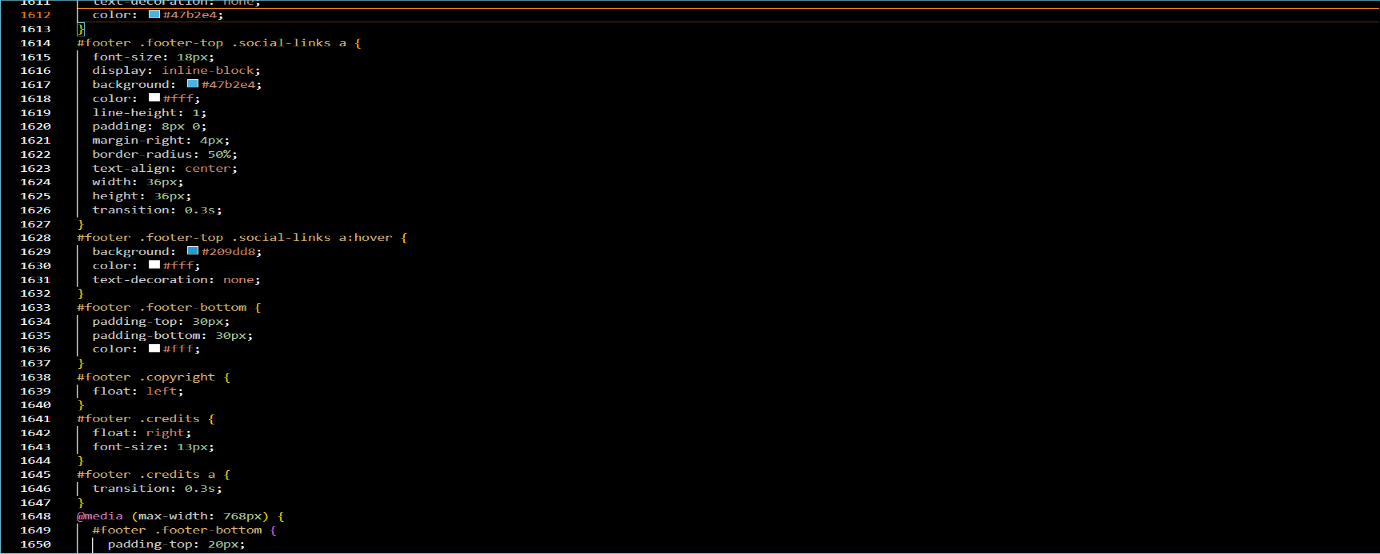 1611 text-decoration: none;
1612 color: #47b2e4;
1613 }
1614 #footer .footer-top .social-links a {
1615 font-size: 18px;
1616 display: inline-block;
1617 background: #47b2e4;
1618 color: #fff;
1619 line-height: 1;
1620 padding: 8px 0;
1621 margin-right: 4px;
1622 border-radius: 50%;
1623 text-align: center;
1624 width: 36px;
1625 height: 36px;
1626 transition: 0.3s;
1627 }
1628 #footer .footer-top .social-links a:hover {
1629 background: #209dd8;
1630 color: #fff;
1631 text-decoration: none;
1632 }
1633 #footer .footer-bottom {
1634 padding-top: 30px;
1635 padding-bottom: 30px;
1636 color: #fff;
1637 }
1638 #footer .copyright {
1639 float: left;
1640 }
1641 #footer .credits {
1642 float: right;
1643 font-size: 13px;
1644 }
1645 #footer .credits a {
1646 transition: 0.3s;
1647 }
1648 @media (max-width: 768px) {
1649 #footer .footer-bottom {
1650 padding-top: 20px;